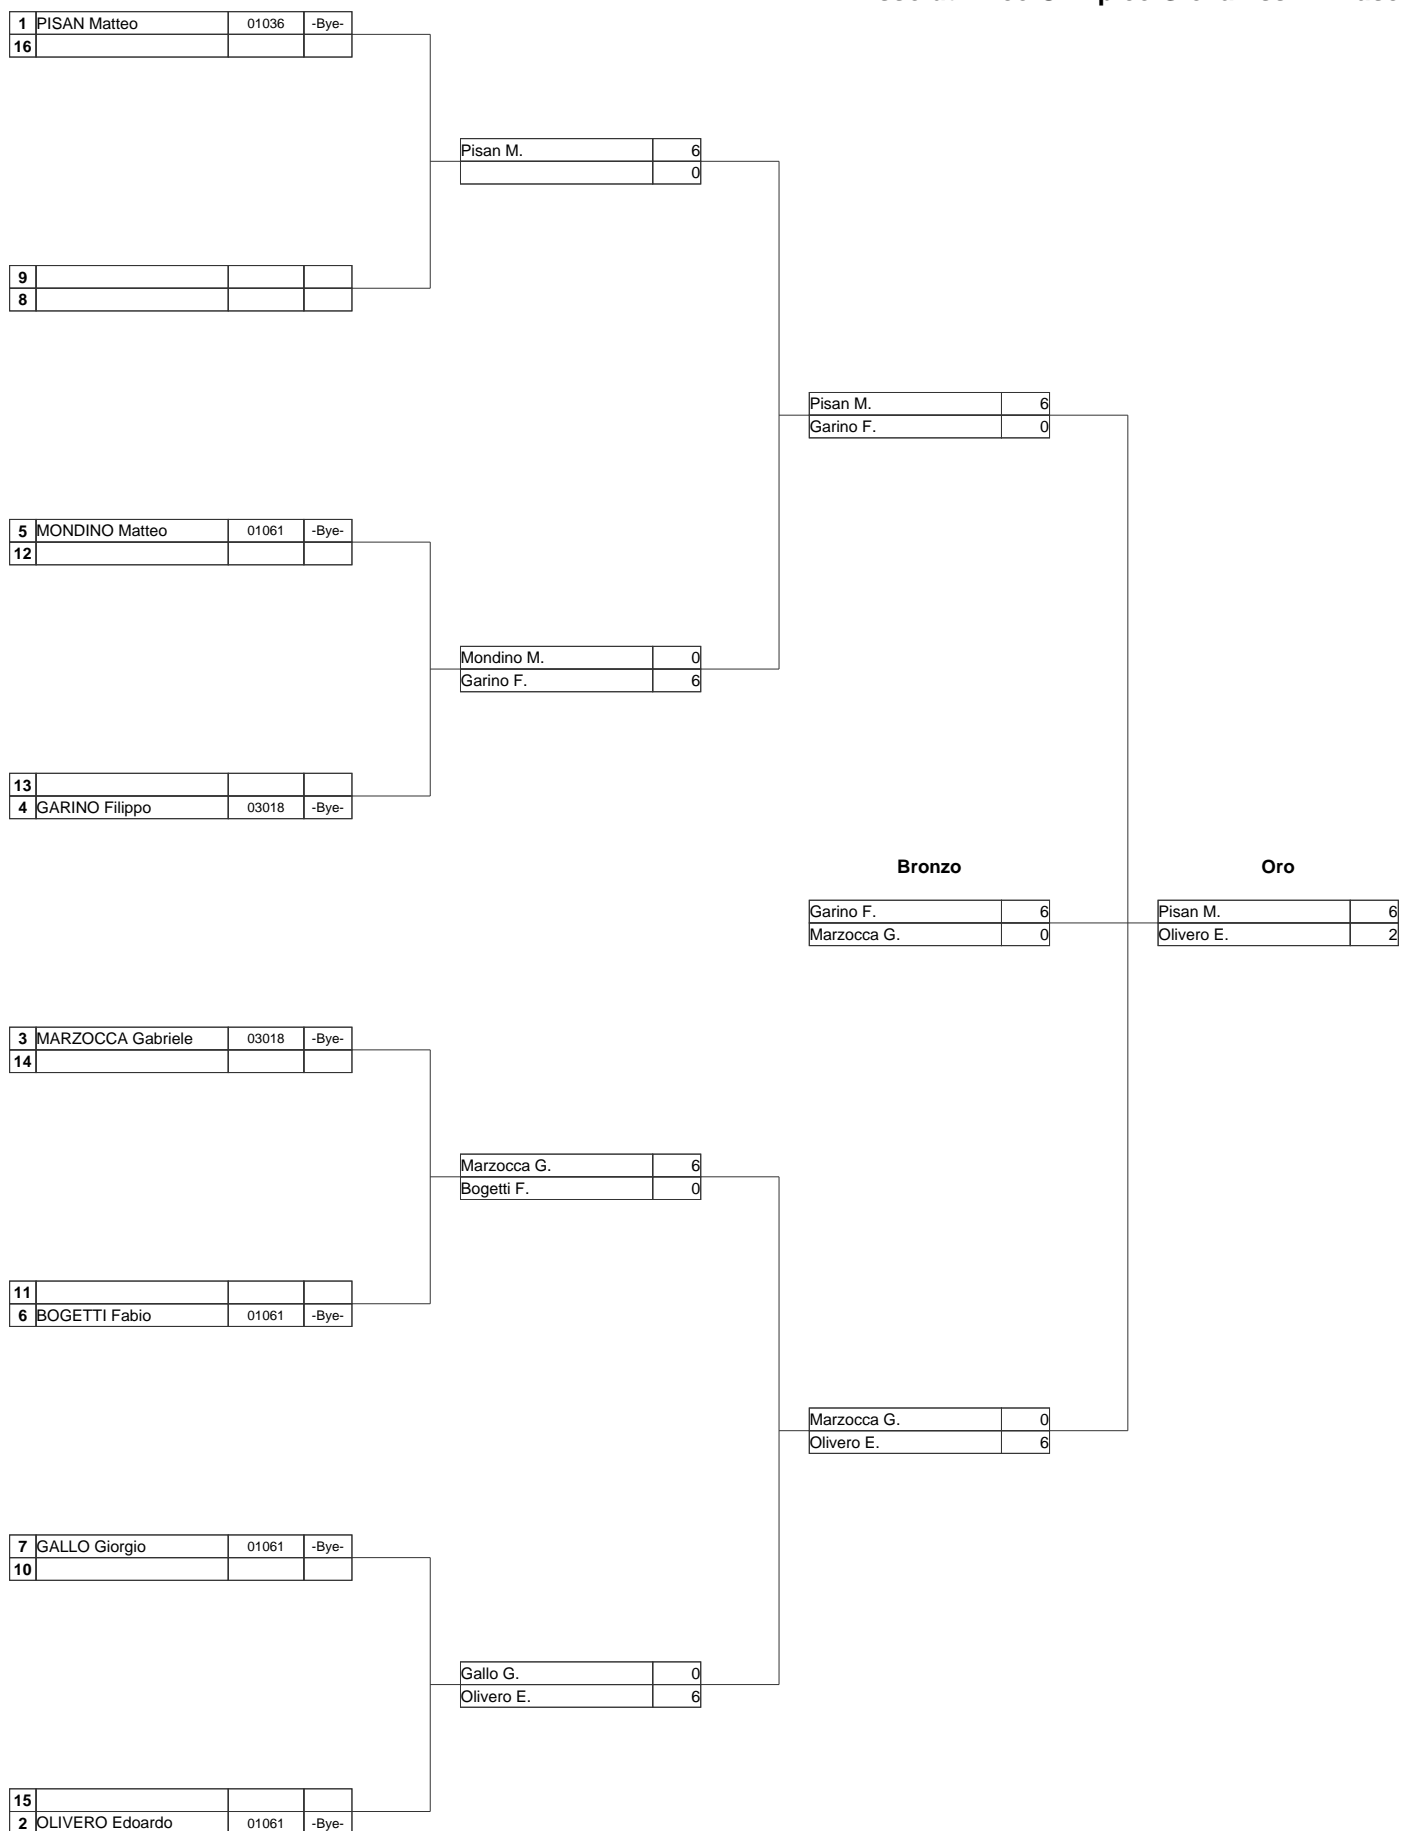 1 PISAN Matteo 01036 -Bye-
16
Pisan M. 6
0
9
8
Pisan M. 6
Garino F. 0
5 MONDINO Matteo 01061 -Bye-
12
Mondino M. 0
Garino F. 6
13
4 GARINO Filippo 03018 -Bye-
Bronzo Oro
Garino F. 6 Pisan M. 6
Marzocca G. 0 Olivero E. 2
3 MARZOCCA Gabriele 03018 -Bye-
14
Marzocca G. 6
Bogetti F. 0
11
6 BOGETTI Fabio 01061 -Bye-
Marzocca G. 0
Olivero E. 6
7 GALLO Giorgio 01061 -Bye-
10
Gallo G. 0
Olivero E. 6
15
2 OLIVERO Edoardo 01061 -Bye-